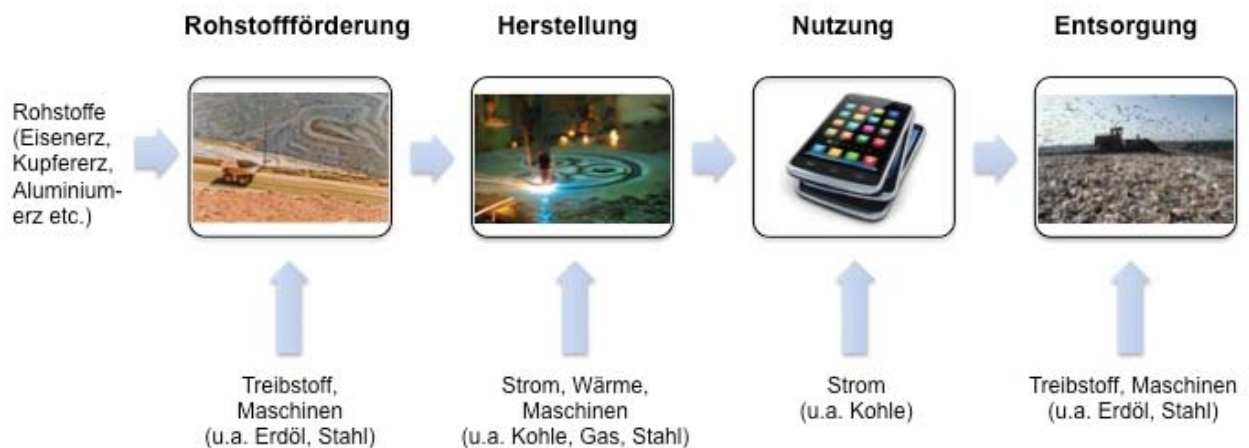 Rohstoffförderung
Herstellung
Nutzung
Entsorgung
Rohstoffe
(Eisenerz,
Kupfererz,
Aluminium-
erz etc.)
Treibstoff,
Maschinen
(u.a. Erdöl, Stahl)
Strom, Wärme,
Maschinen
(u.a. Kohle, Gas, Stahl)
Strom
(u.a. Kohle)
Treibstoff, Maschinen
(u.a. Erdöl, Stahl)